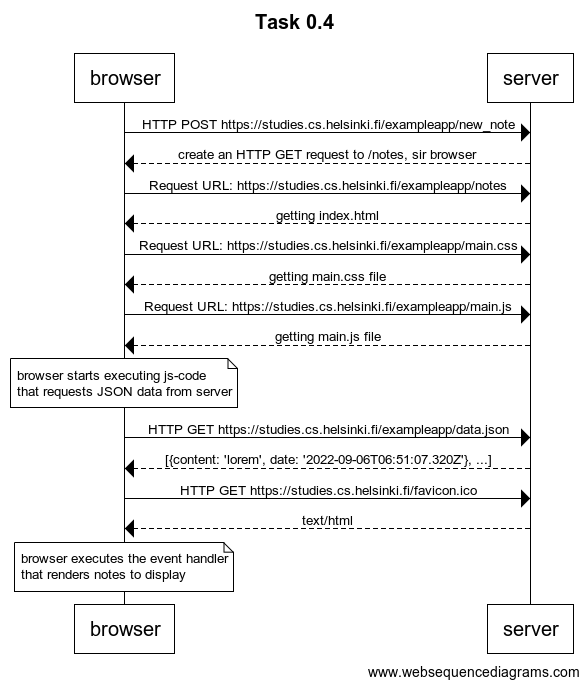 Task 0.4
browser
server
HTTP POST https://studies.cs.helsinki.fi/exampleapp/new_note
create an HTTP GET request to /notes, sir browser
Request URL: https://studies.cs.helsinki.fi/exampleapp/notes
getting index.html
Request URL: https://studies.cs.helsinki.fi/exampleapp/main.css
getting main.css file
Request URL: https://studies.cs.helsinki.fi/exampleapp/main.js
getting main.js file
browser starts executing js-code
that requests JSON data from server
HTTP GET https://studies.cs.helsinki.fi/exampleapp/data.json
[{content: 'lorem', date: '2022-09-06T06:51:07.320Z'}, ...]
HTTP GET https://studies.cs.helsinki.fi/favicon.ico
text/html
browser executes the event handler
that renders notes to display
browser
server
www.websequencediagrams.com